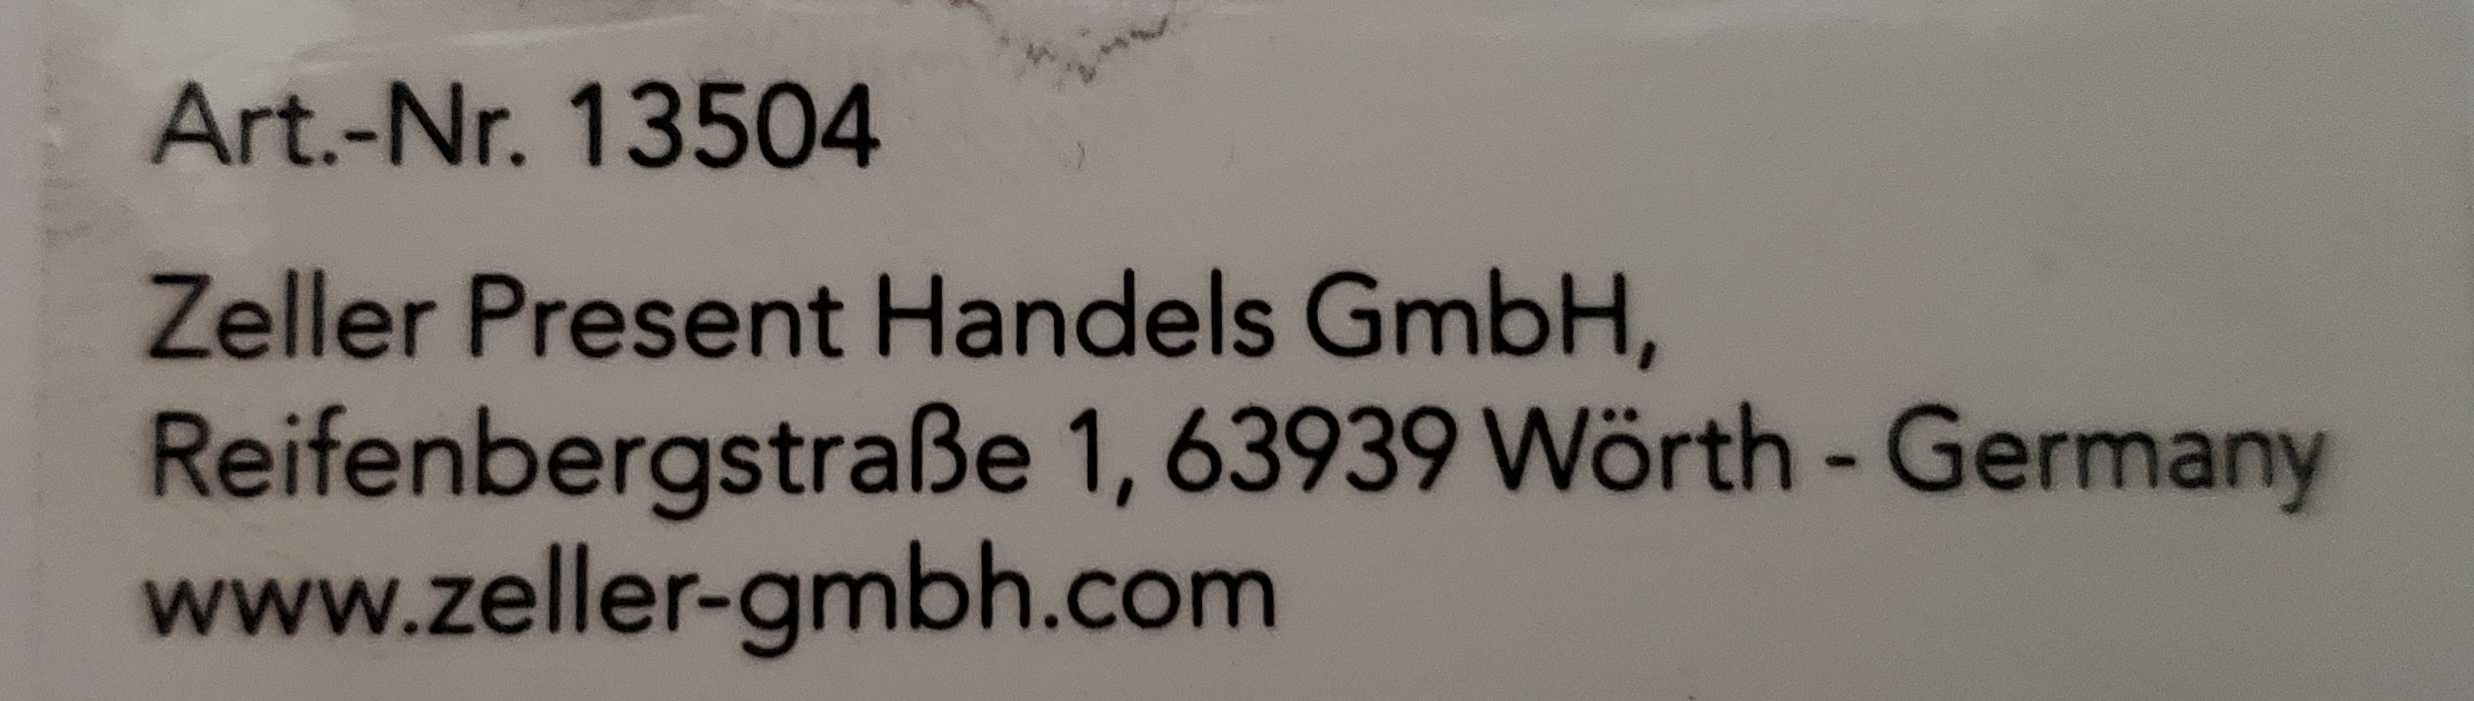 Art.-Nr. 13504
Zeller Present Handels GmbH,
Reifenbergstraße 1, 63939 Wörth - Germany
www.zeller-gmbh.com